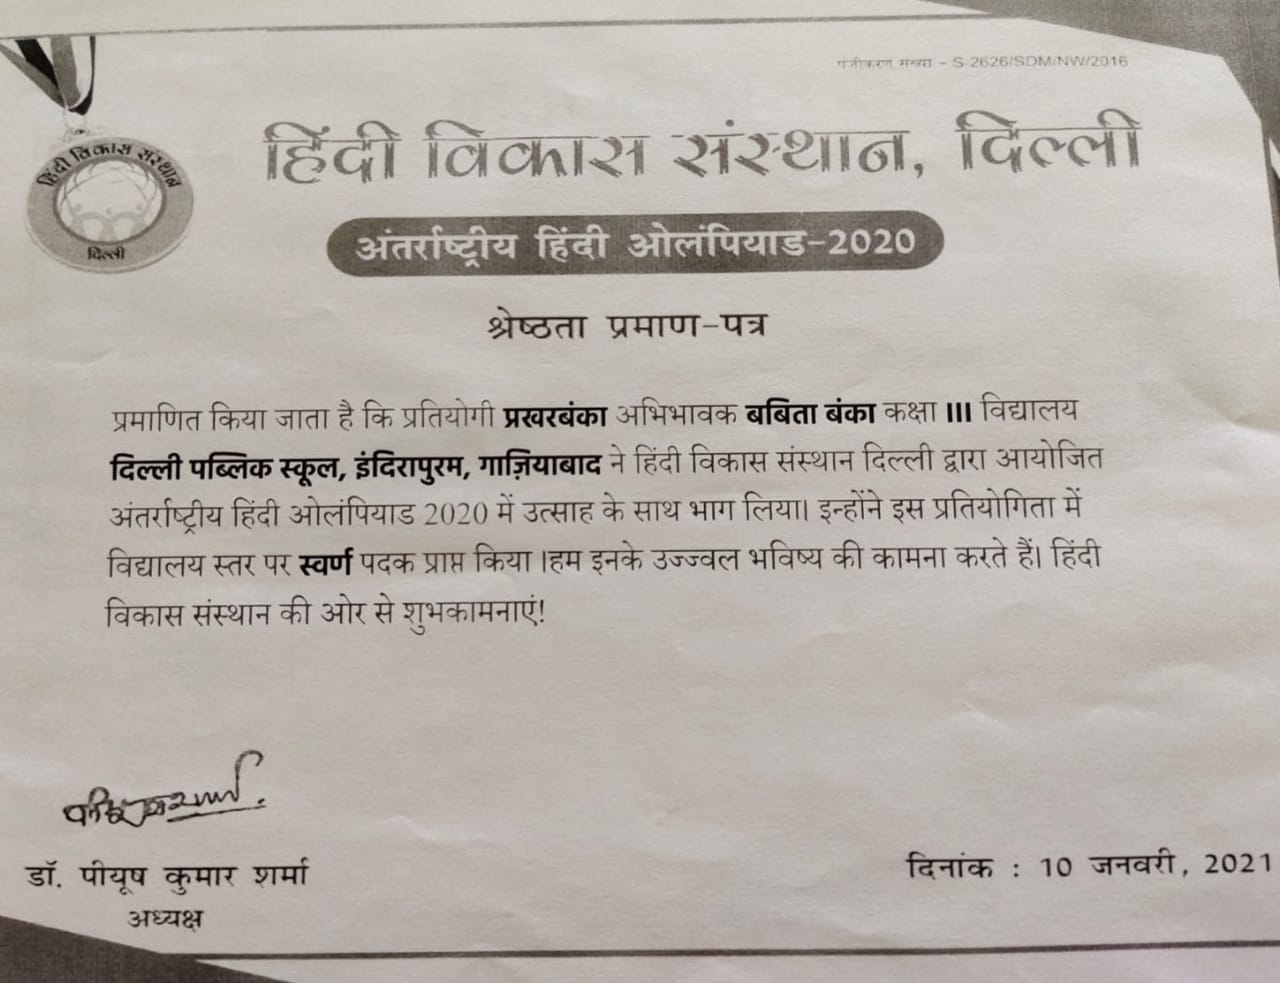 पंजीकरण संख्या - S-2626/SDM/NW/2016
हिंदी विकास संस्थान, दिल्ली
हिंदी विकास संस्थान
दिल्ली
अंतर्राष्ट्रीय हिंदी ओलंपियाड-2020
श्रेष्ठता प्रमाण-पत्र
प्रमाणित किया जाता है कि प्रतियोगी प्रखरबंका अभिभावक बबिता बंका कक्षा III विद्यालय
दिल्ली पब्लिक स्कूल, इंदिरापुरम, गाज़ियाबाद ने हिंदी विकास संस्थान दिल्ली द्वारा आयोजित
अंतर्राष्ट्रीय हिंदी ओलंपियाड 2020 में उत्साह के साथ भाग लिया। इन्होंने इस प्रतियोगिता में
विद्यालय स्तर पर स्वर्ण पदक प्राप्त किया ।हम इनके उज्ज्वल भविष्य की कामना करते हैं। हिंदी
विकास संस्थान की ओर से शुभकामनाएं!
डॉ. पीयूष कुमार शर्मा
अध्यक्ष
दिनांक : 10 जनवरी, 2021